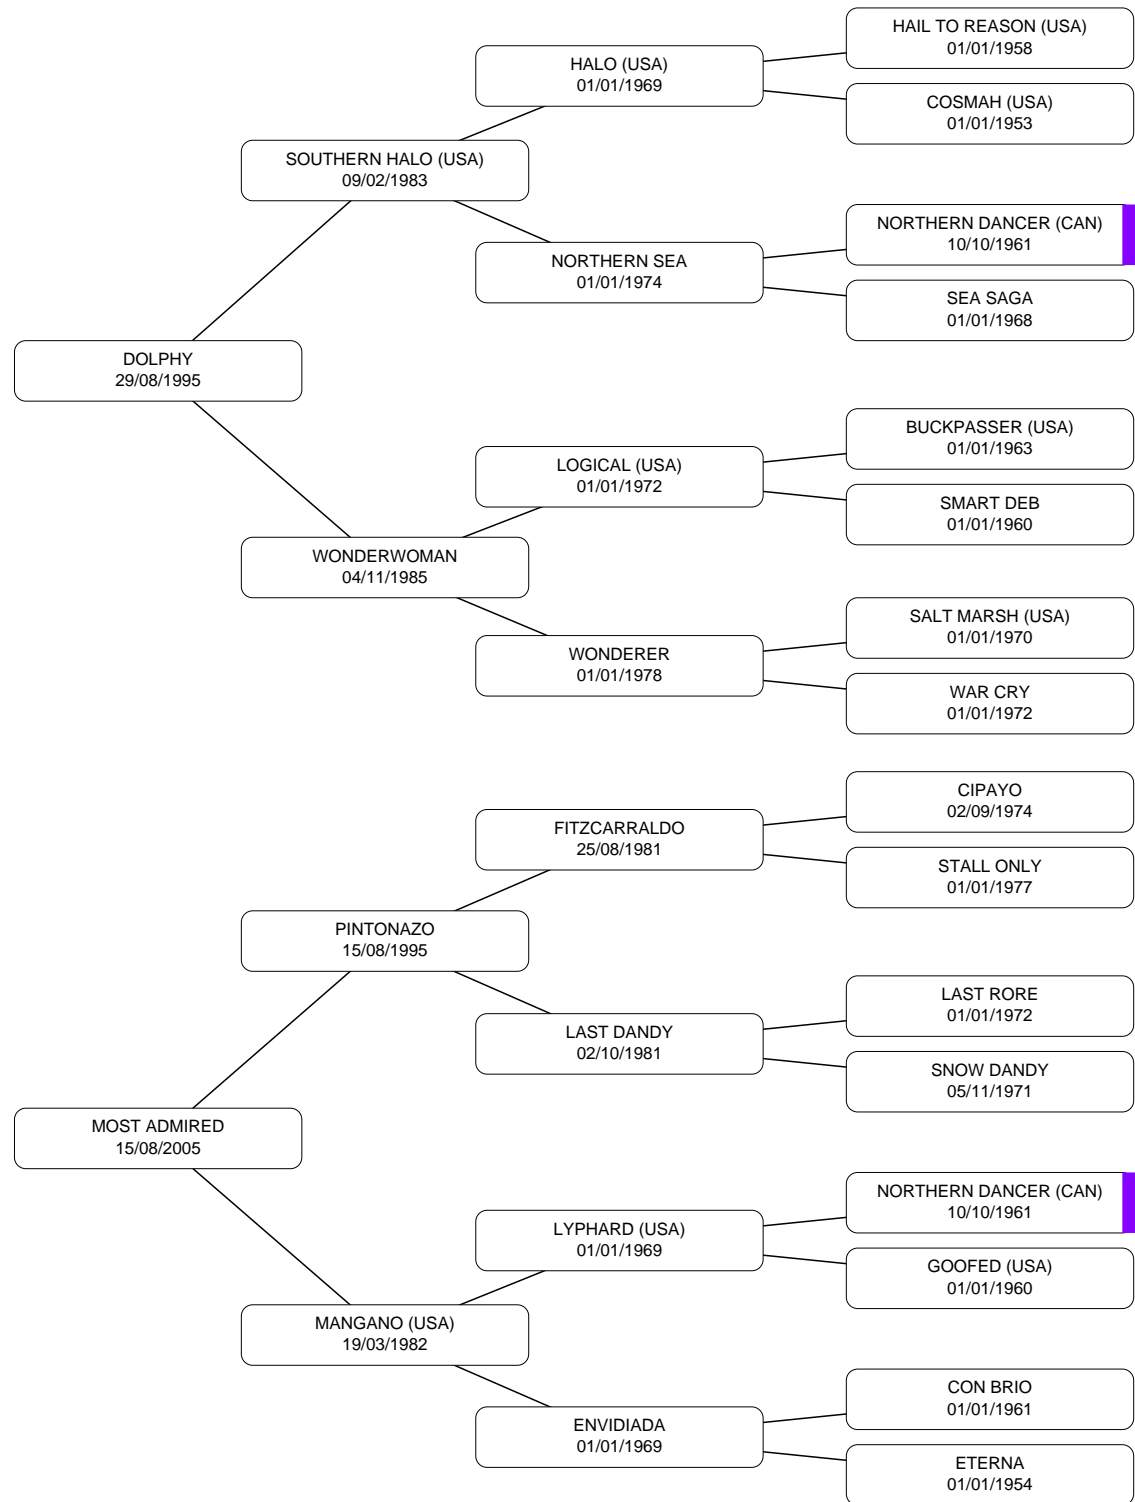 HAIL TO REASON (USA)
01/01/1958
HALO (USA)
01/01/1969
COSMAH (USA)
01/01/1953
SOUTHERN HALO (USA)
09/02/1983
NORTHERN DANCER (CAN)
10/10/1961
NORTHERN SEA
01/01/1974
SEA SAGA
01/01/1968
DOLPHY
29/08/1995
BUCKPASSER (USA)
01/01/1963
LOGICAL (USA)
01/01/1972
SMART DEB
01/01/1960
WONDERWOMAN
04/11/1985
SALT MARSH (USA)
01/01/1970
WONDERER
01/01/1978
WAR CRY
01/01/1972
CIPAYO
02/09/1974
FITZCARRALDO
25/08/1981
STALL ONLY
01/01/1977
PINTONAZO
15/08/1995
LAST RORE
01/01/1972
LAST DANDY
02/10/1981
SNOW DANDY
05/11/1971
MOST ADMIRED
15/08/2005
NORTHERN DANCER (CAN)
10/10/1961
LYPHARD (USA)
01/01/1969
GOOFED (USA)
01/01/1960
MANGANO (USA)
19/03/1982
CON BRIO
01/01/1961
ENVIDIADA
01/01/1969
ETERNA
01/01/1954